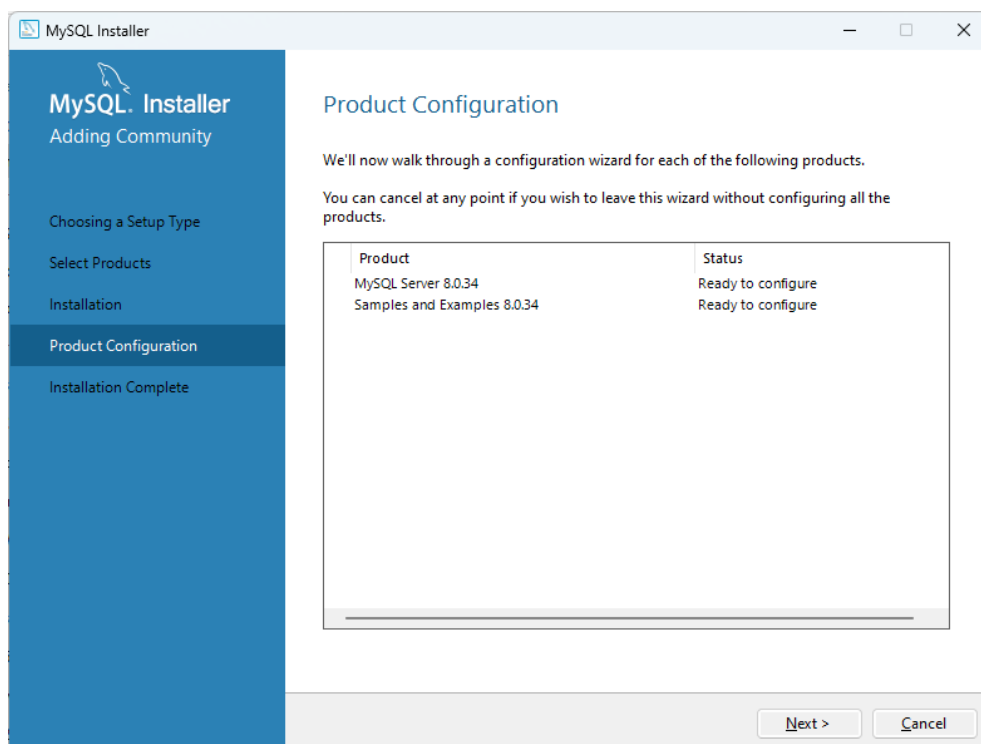 MySQL Installer
MySQL. Installer
Adding Community
Choosing a Setup Type
Select Products
Installation
Product Configuration
Installation Complete
Product Configuration
We'll now walk through a configuration wizard for each of the following products.
You can cancel at any point if you wish to leave this wizard without configuring all the
products.
Product Status
MySQL Server 8.0.34 Ready to configure
Samples and Examples 8.0.34 Ready to configure
Next > Cancel